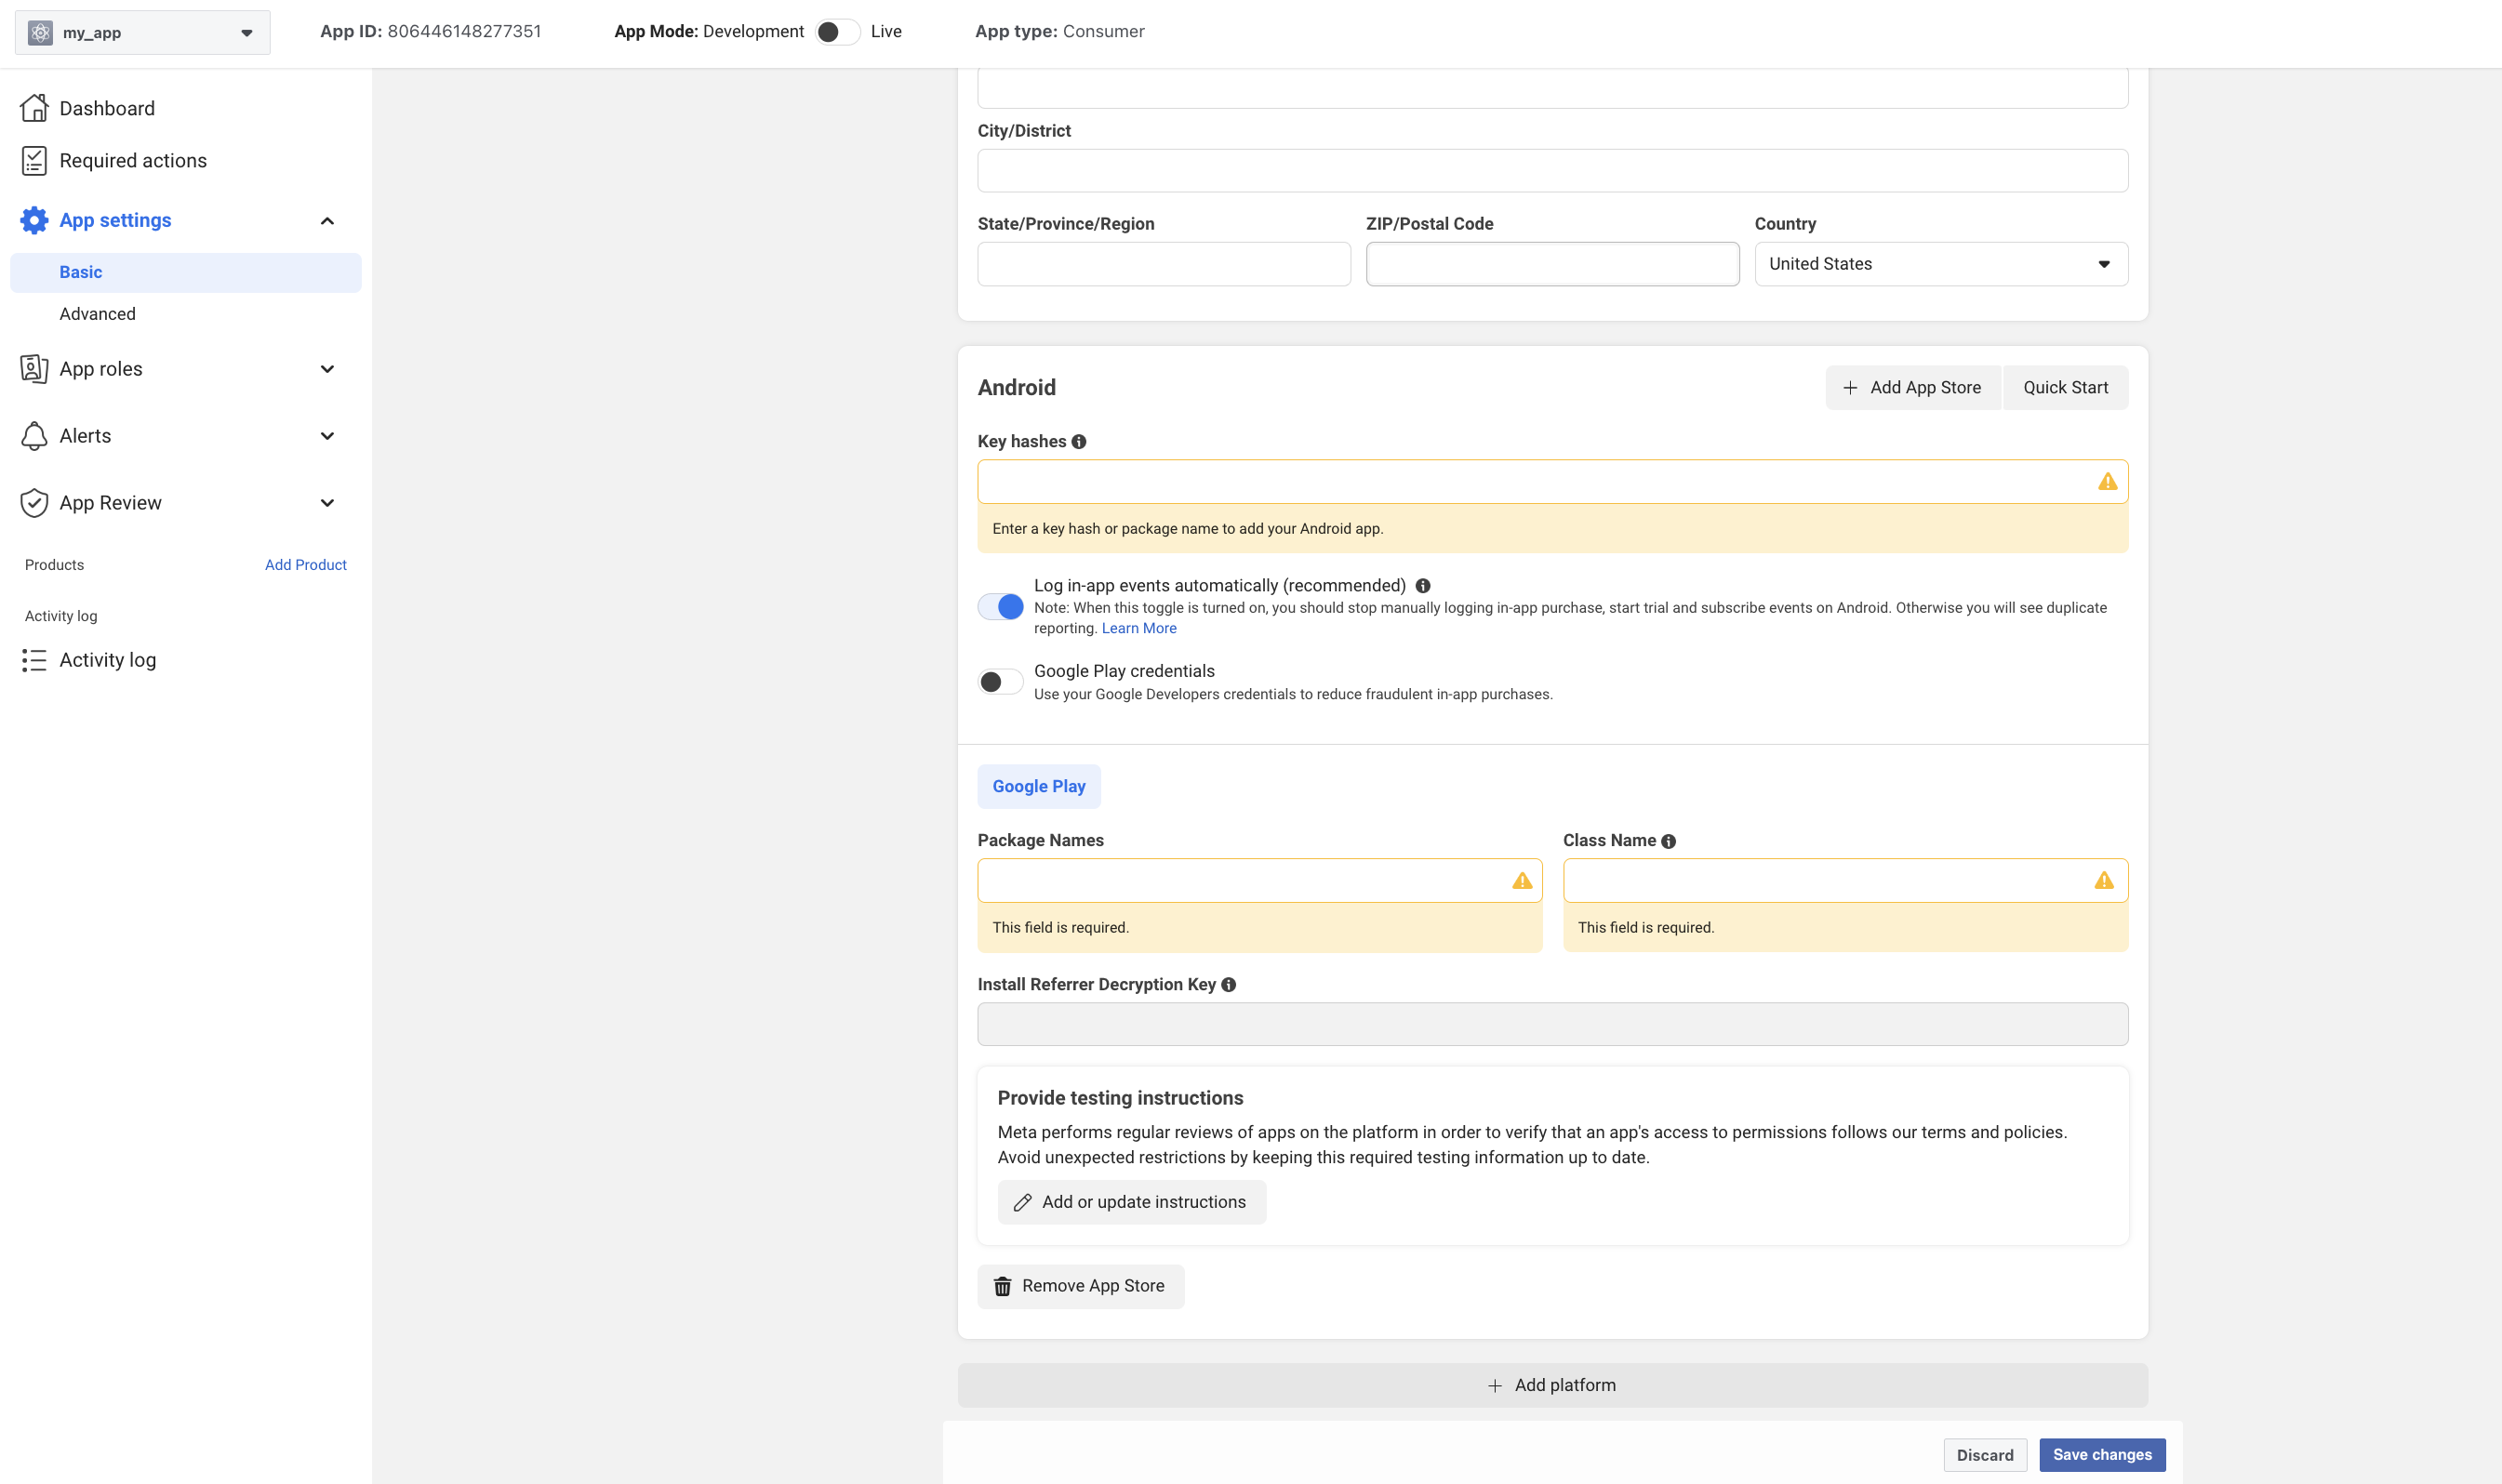 my_app
App ID: 806446148277351
App Mode: Development
Live
App type: Consumer
Dashboard
Required actions
App settings
Basic
Advanced
App roles
Alerts
App Review
Products
Add Product
Activity log
Activity log
City/District
State/Province/Region
ZIP/Postal Code
Country
United States
Android
Add App Store
Quick Start
Key hashes
Enter a key hash or package name to add your Android app.
Log in-app events automatically (recommended)
Note: When this toggle is turned on, you should stop manually logging in-app purchase, start trial and subscribe events on Android. Otherwise you will see duplicate
reporting. Learn More
Google Play credentials
Use your Google Developers credentials to reduce fraudulent in-app purchases.
Google Play
Package Names
Class Name
This field is required.
This field is required.
Install Referrer Decryption Key
Provide testing instructions
Meta performs regular reviews of apps on the platform in order to verify that an app's access to permissions follows our terms and policies.
Avoid unexpected restrictions by keeping this required testing information up to date.
Add or update instructions
Remove App Store
Add platform
Discard
Save changes